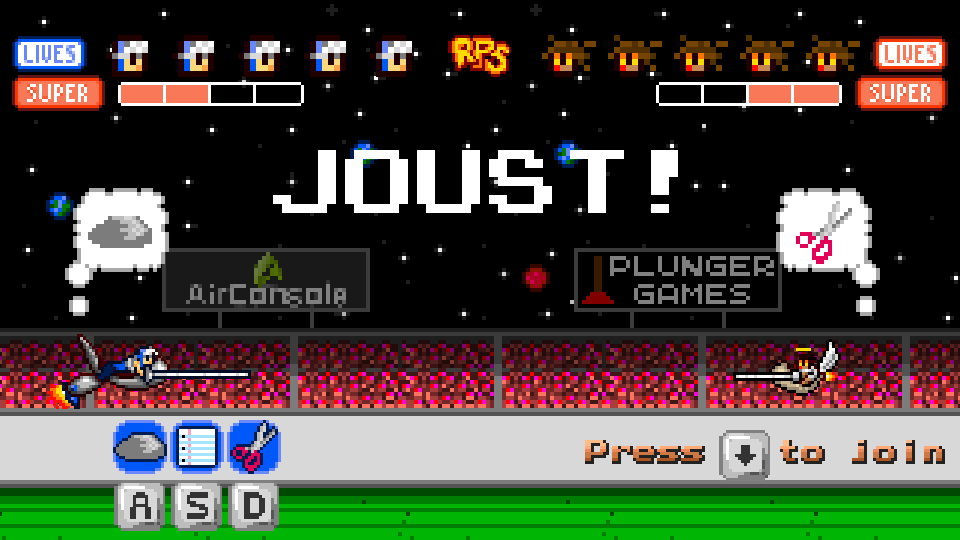 LIVES
RPS
LIVES
SUPER
SUPER
JOUST!
AirConsole
PLUNGER
GAMES
Press ↓ to join
A S D